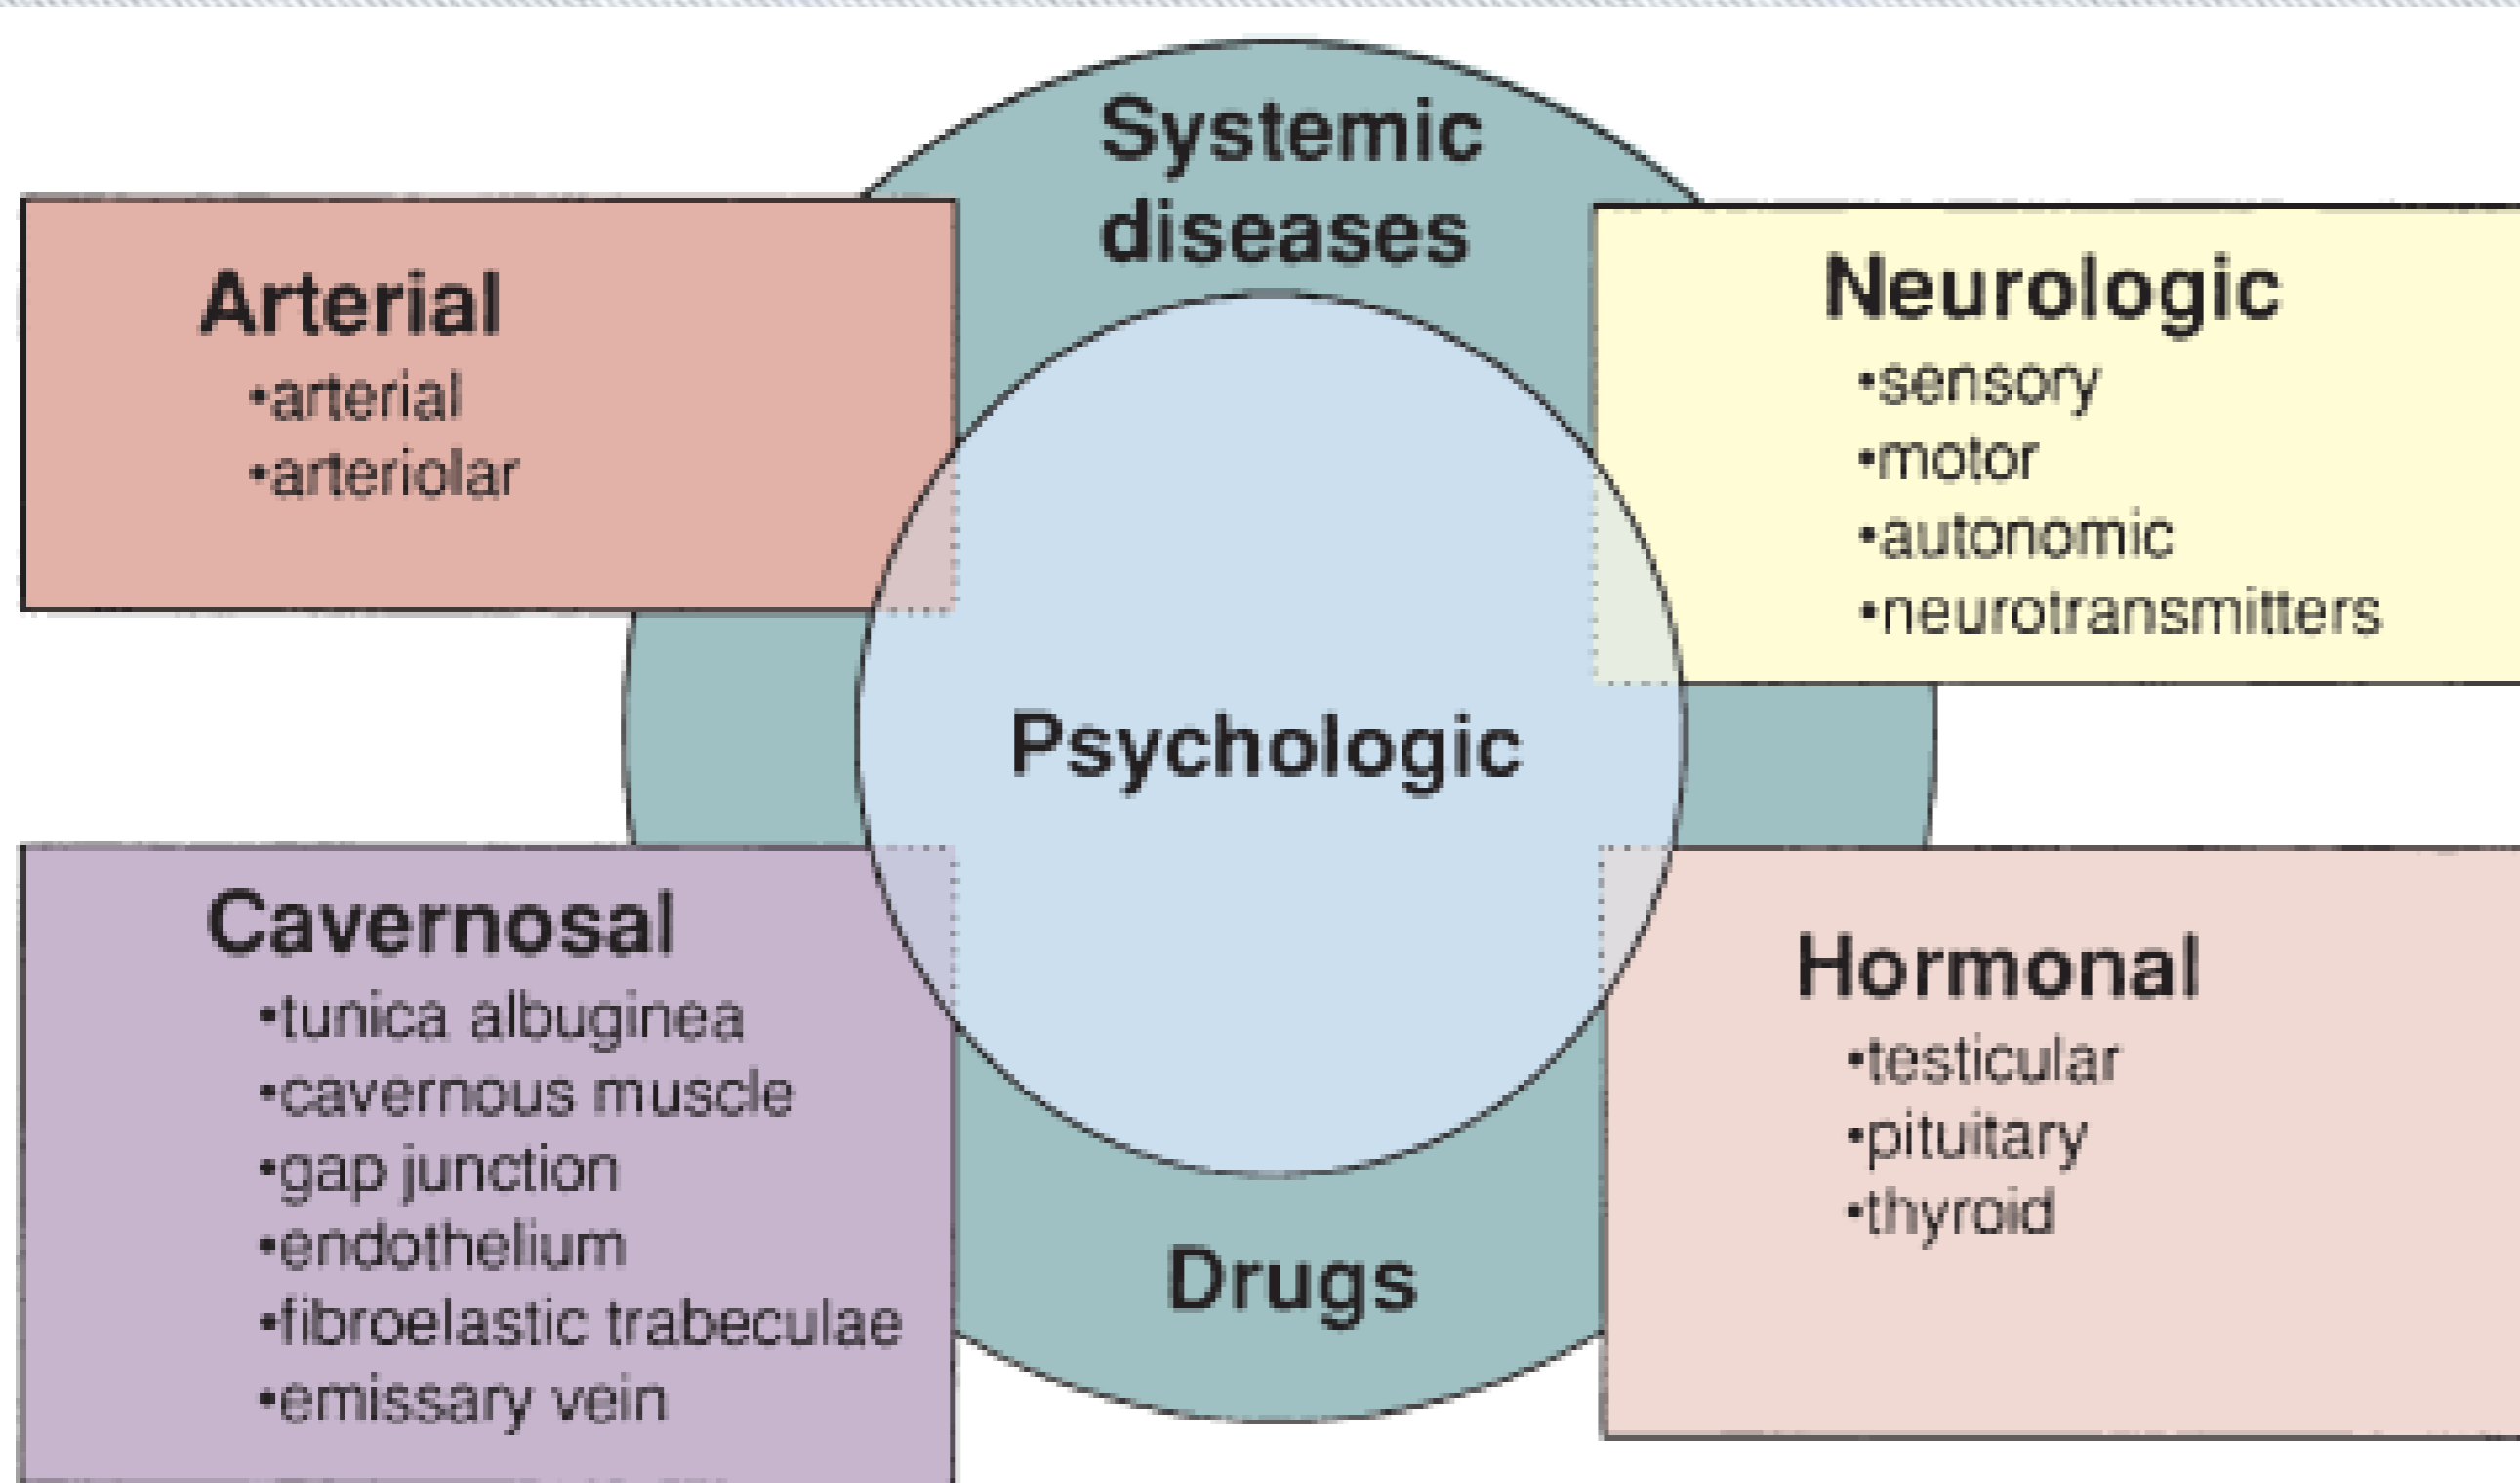 Systemic
diseases
Arterial
•arterial
•arteriolar
Neurologic
•sensory
•motor
•autonomic
•neurotransmitters
Psychologic
Cavernosal
•tunica albuginea
•cavernous muscle
•gap junction
•endothelium
•fibroelastic trabeculae
•emissary vein
Hormonal
•testicular
•pituitary
•thyroid
Drugs